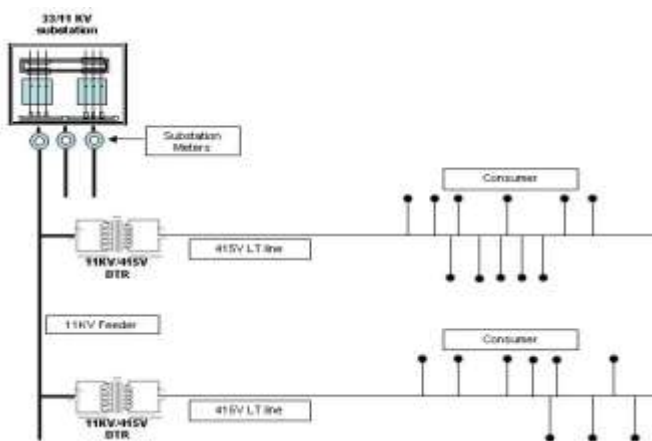 33/11 KV
substation
Substation
Meters
Consumer
11KV/415V
DTR
415V LT line
11KV Feeder
Consumer
11KV/415V
DTR
415V LT line